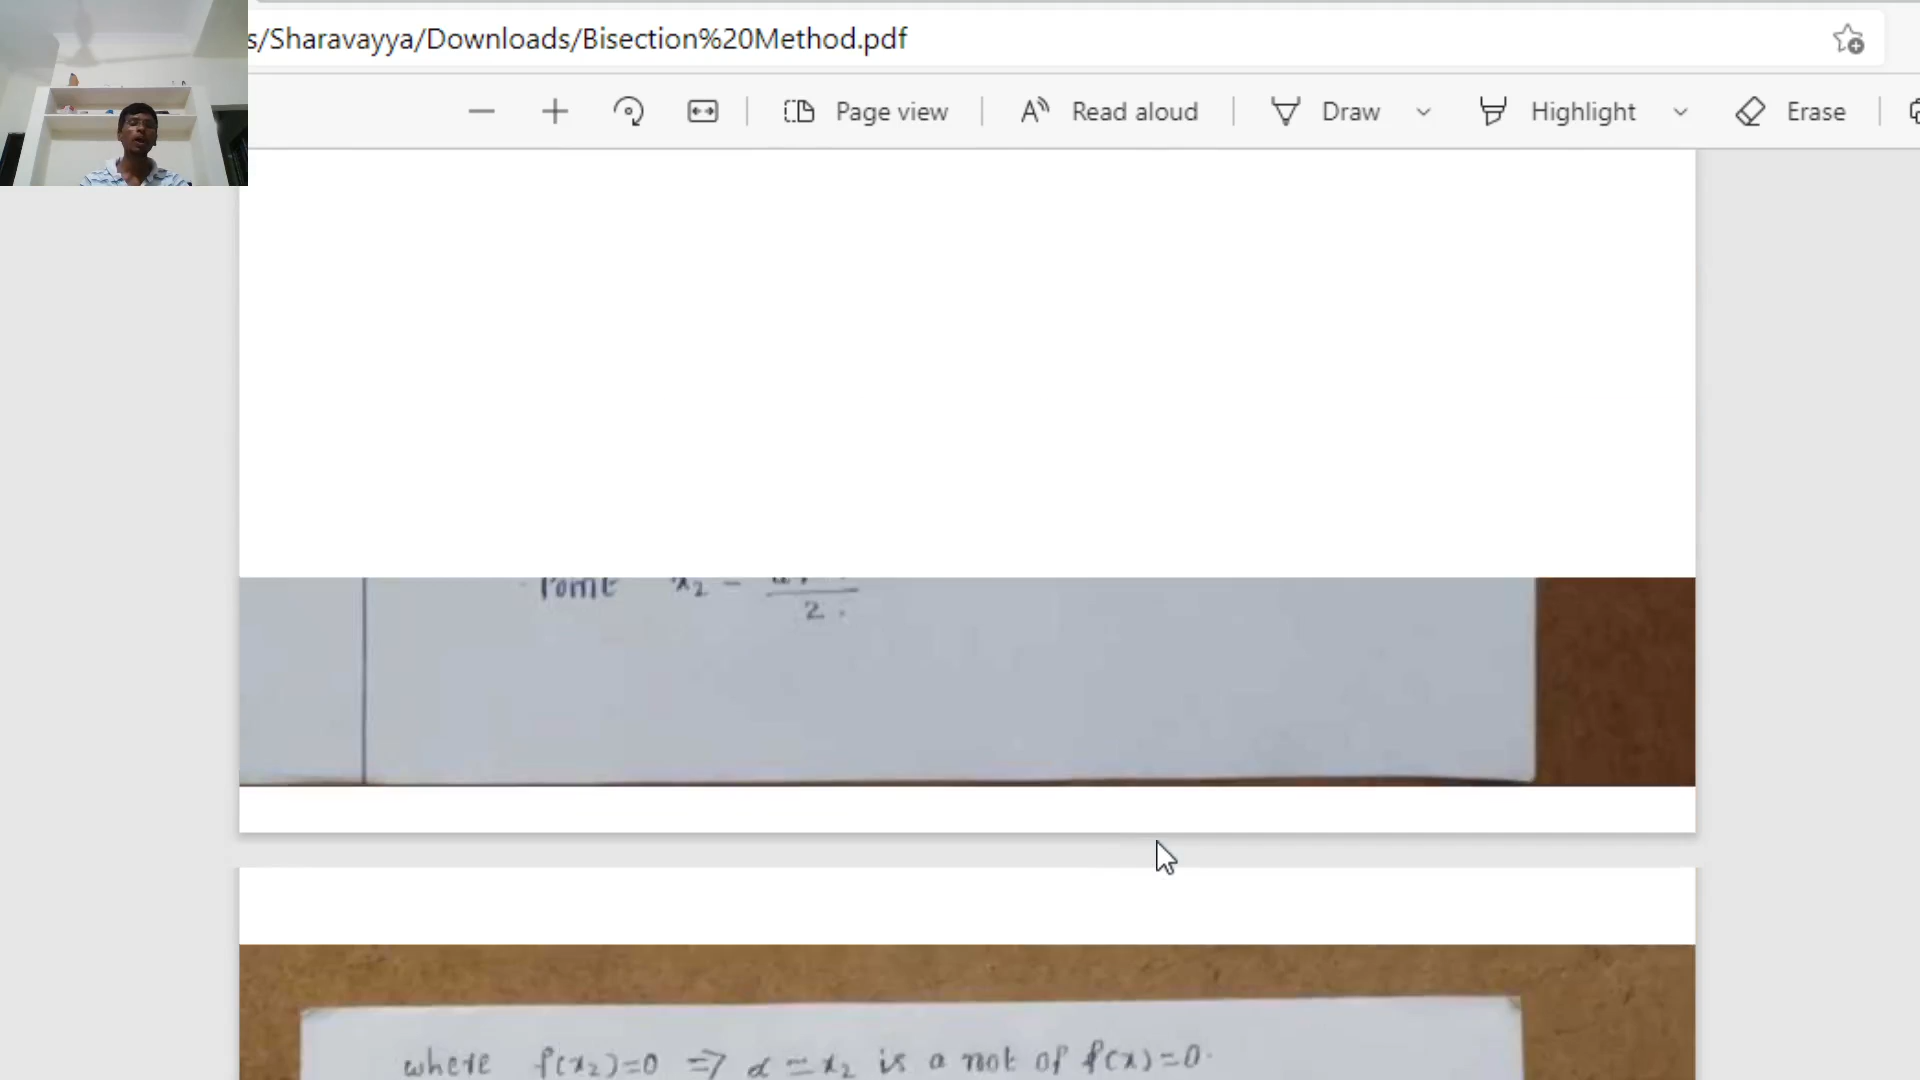 s/Sharavayya/Downloads/Bisection%20Method.pdf
Page view
A Read aloud
Draw
Highlight
Erase
x₂ =
2.
where f(x₂)=0 ⇒ α = x₂ is a root of f(x)=0.